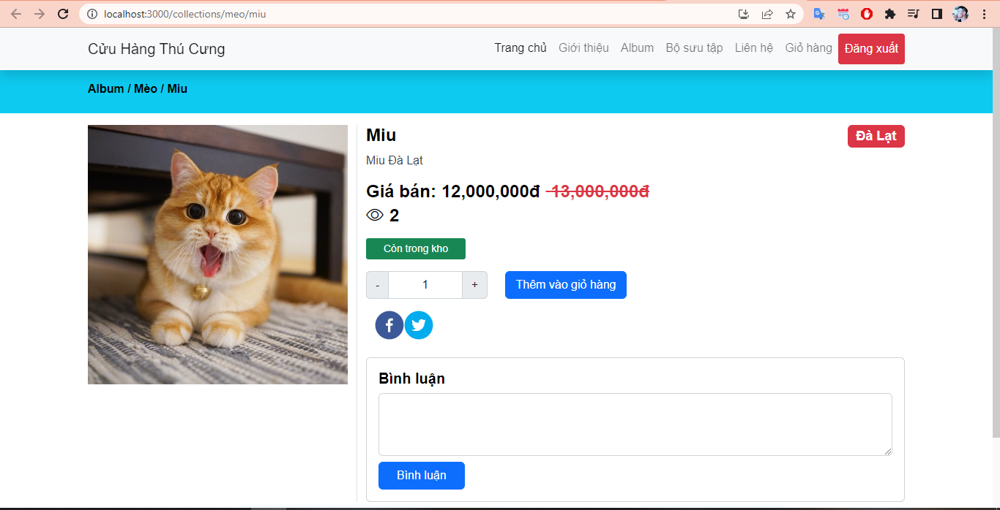 localhost:3000/collections/meo/miu
Cửu Hàng Thú Cưng
Trang chủ Giới thiệu Album Bộ sưu tập Liên hệ Giỏ hàng Đăng xuất
Album / Mèo / Miu
Miu
Đà Lạt
Miu Đà Lạt
Giá bán: 12,000,000đ 13,000,000đ
2
Còn trong kho
- 1 +
Thêm vào giỏ hàng
Bình luận
Bình luận